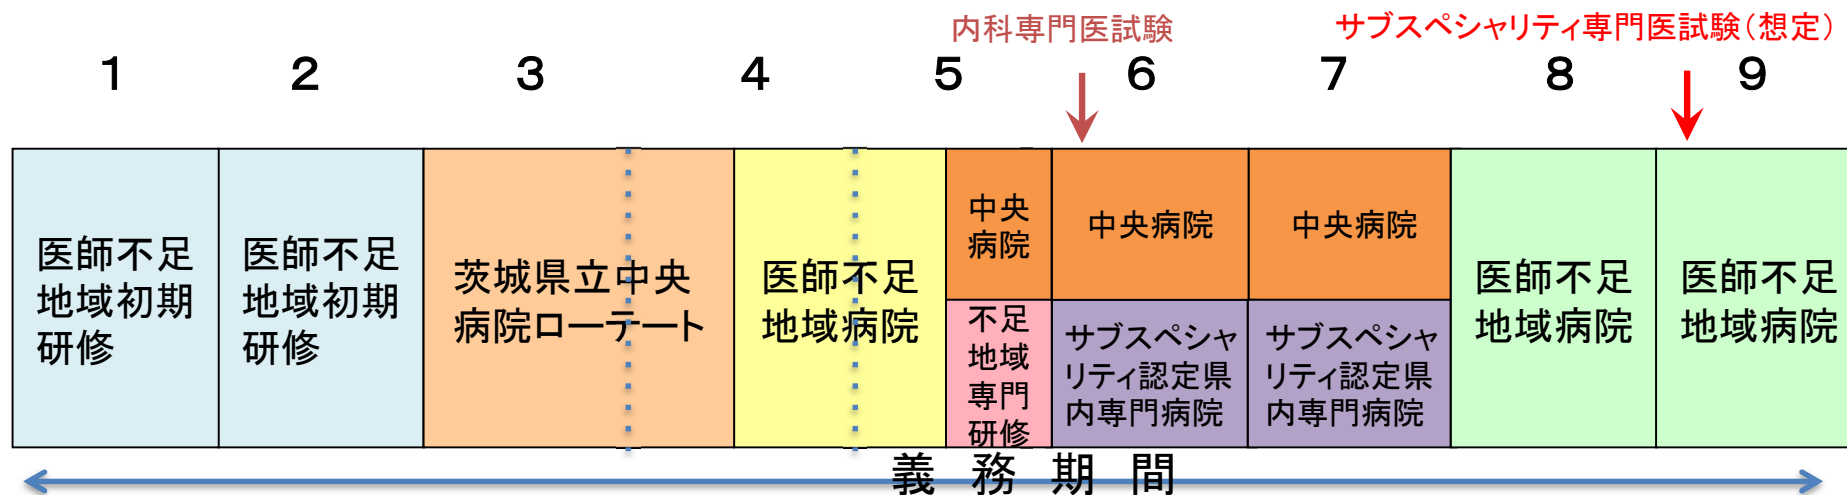 内科専門医試験
サブスペシャリティ専門医試験(想定)
1 2 3 4 5 6 7 8 9
医師不足
地域初期
研修
医師不足
地域初期
研修
茨城県立中央
病院ローテート
医師不足
地域病院
中央
病院
不足
地域
専門
研修
中央病院
サブスペシャ
リティ認定県
内専門病院
中央病院
サブスペシャ
リティ認定県
内専門病院
医師不足
地域病院
医師不足
地域病院
義務期間